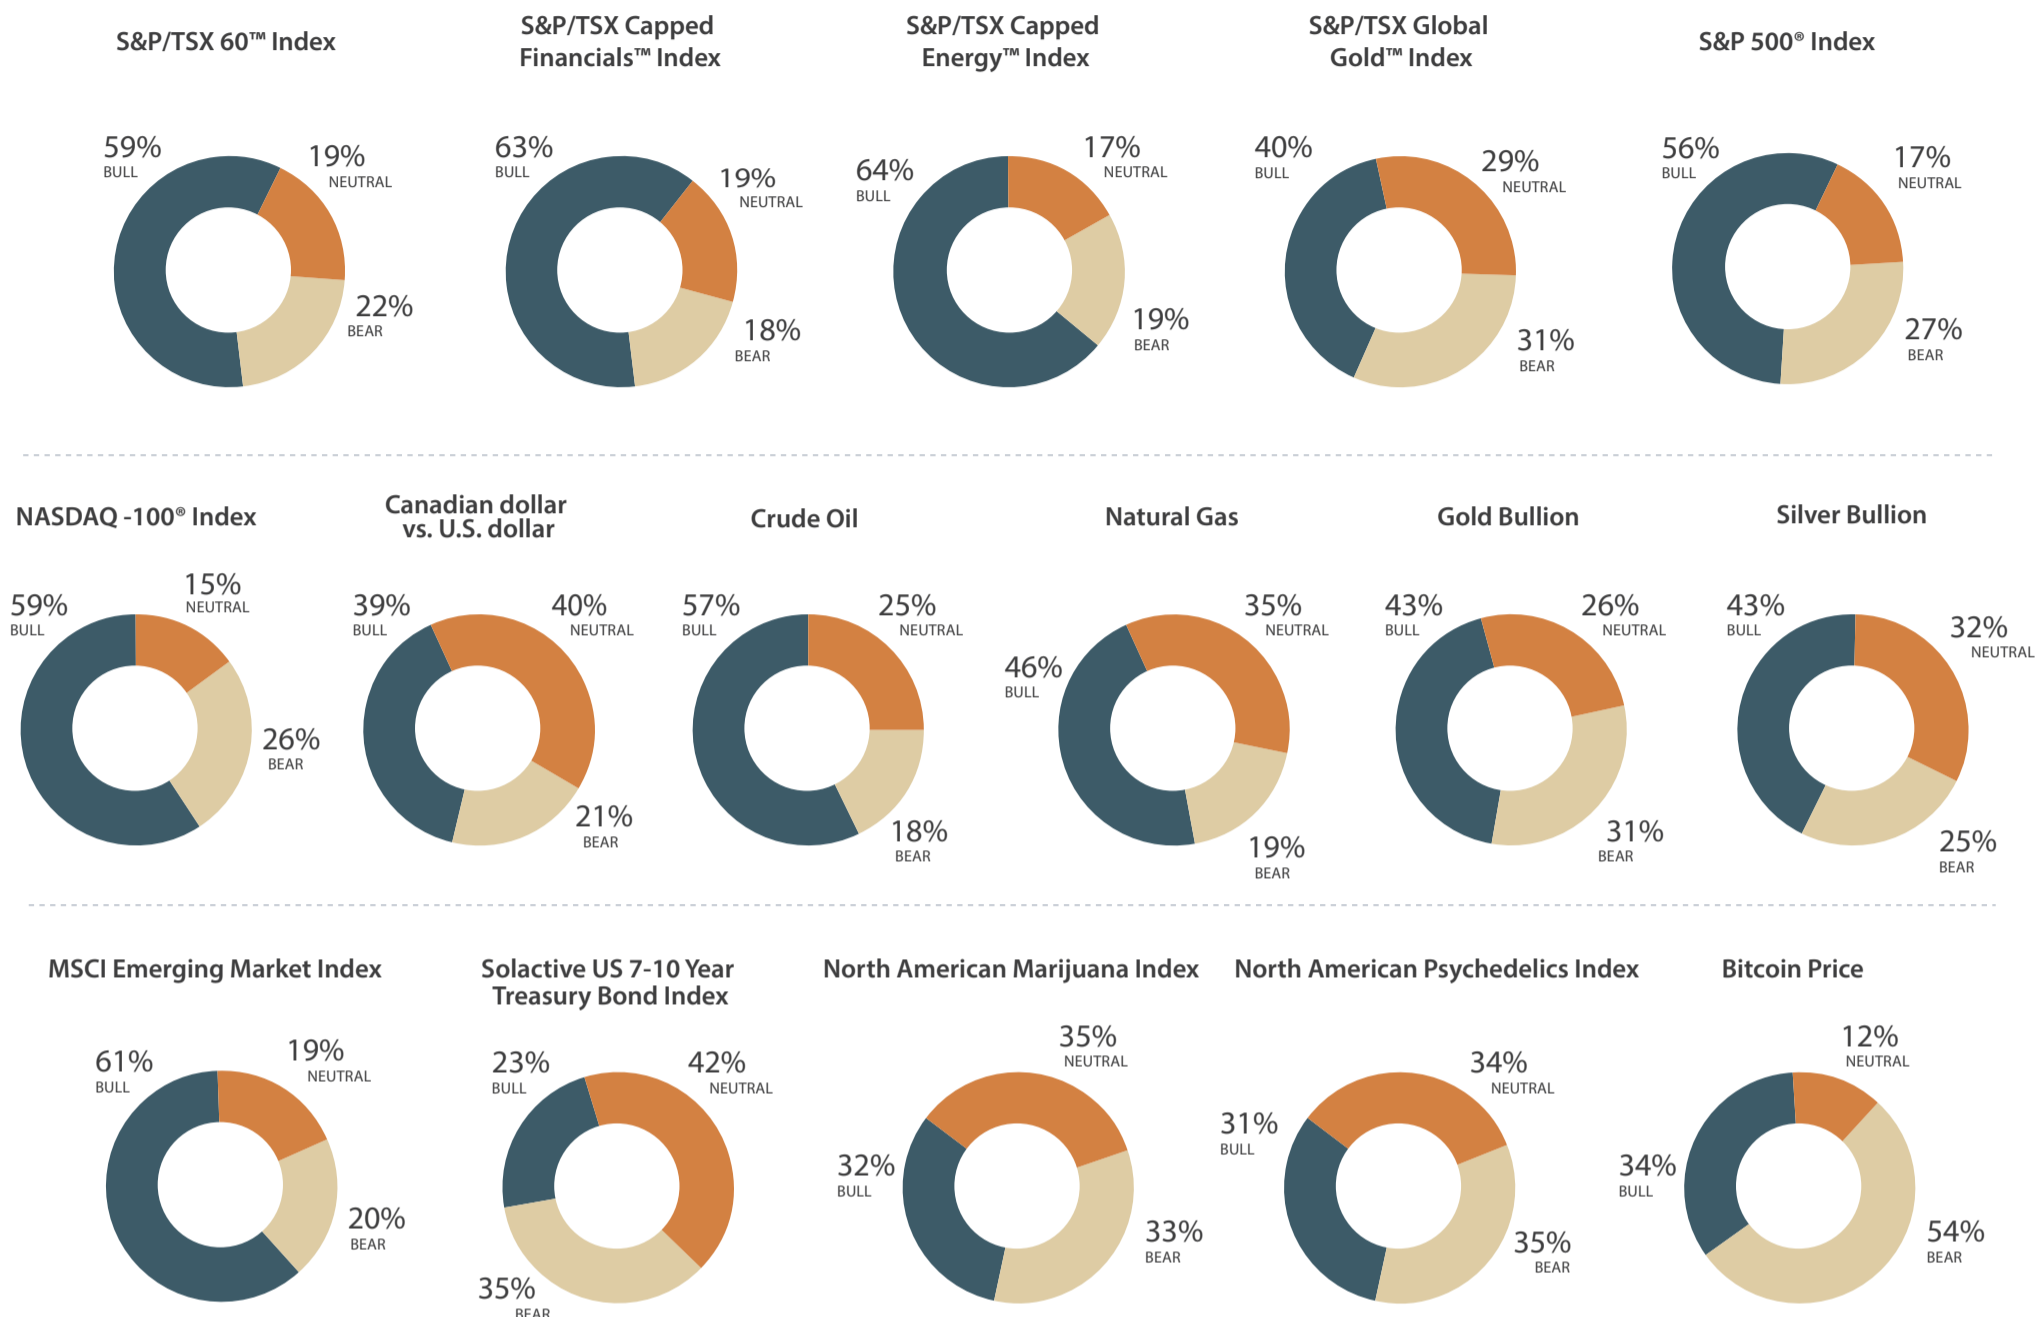 S&P/TSX 60™ Index
59%
BULL
19%
NEUTRAL
22%
BEAR
S&P/TSX Capped
Financials™ Index
63%
BULL
19%
NEUTRAL
18%
BEAR
S&P/TSX Capped
Energy™ Index
64%
BULL
17%
NEUTRAL
19%
BEAR
S&P/TSX Global
Gold™ Index
40%
BULL
29%
NEUTRAL
31%
BEAR
S&P 500® Index
56%
BULL
17%
NEUTRAL
27%
BEAR
NASDAQ -100® Index
59%
BULL
15%
NEUTRAL
26%
BEAR
Canadian dollar
vs. U.S. dollar
39%
BULL
40%
NEUTRAL
21%
BEAR
Crude Oil
57%
BULL
25%
NEUTRAL
18%
BEAR
Natural Gas
46%
BULL
35%
NEUTRAL
19%
BEAR
Gold Bullion
43%
BULL
26%
NEUTRAL
31%
BEAR
Silver Bullion
43%
BULL
32%
NEUTRAL
25%
BEAR
MSCI Emerging Market Index
61%
BULL
19%
NEUTRAL
20%
BEAR
Solactive US 7-10 Year
Treasury Bond Index
23%
BULL
42%
NEUTRAL
35%
BEAR
North American Marijuana Index
32%
BULL
35%
NEUTRAL
33%
BEAR
North American Psychedelics Index
31%
BULL
34%
NEUTRAL
35%
BEAR
Bitcoin Price
34%
BULL
12%
NEUTRAL
54%
BEAR